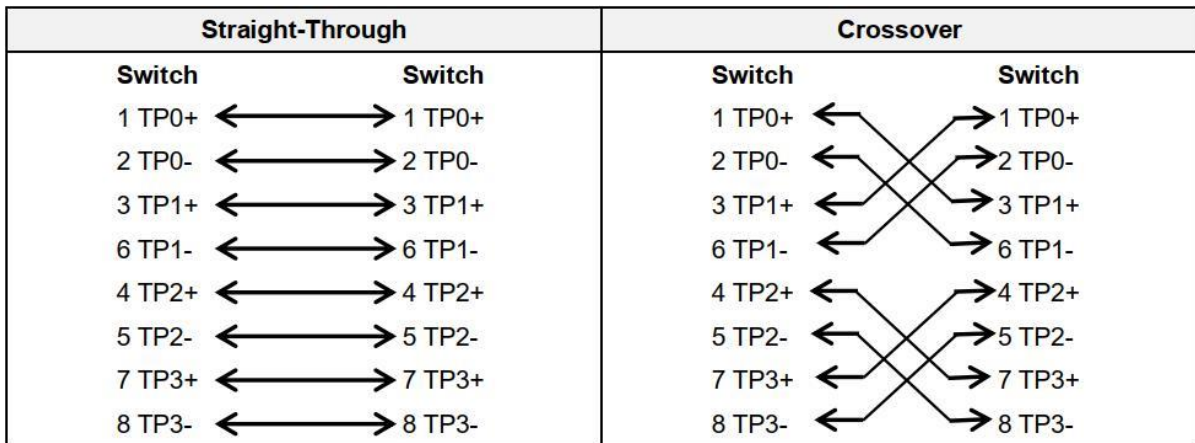 Straight-Through Crossover
Switch Switch Switch Switch
1 TP0+ 1 TP0+ 1 TP0+ 1 TP0+
2 TP0- 2 TP0- 2 TP0- 2 TP0-
3 TP1+ 3 TP1+ 3 TP1+ 3 TP1+
6 TP1- 6 TP1- 6 TP1- 6 TP1-
4 TP2+ 4 TP2+ 4 TP2+ 4 TP2+
5 TP2- 5 TP2- 5 TP2- 5 TP2-
7 TP3+ 7 TP3+ 7 TP3+ 7 TP3+
8 TP3- 8 TP3- 8 TP3- 8 TP3-